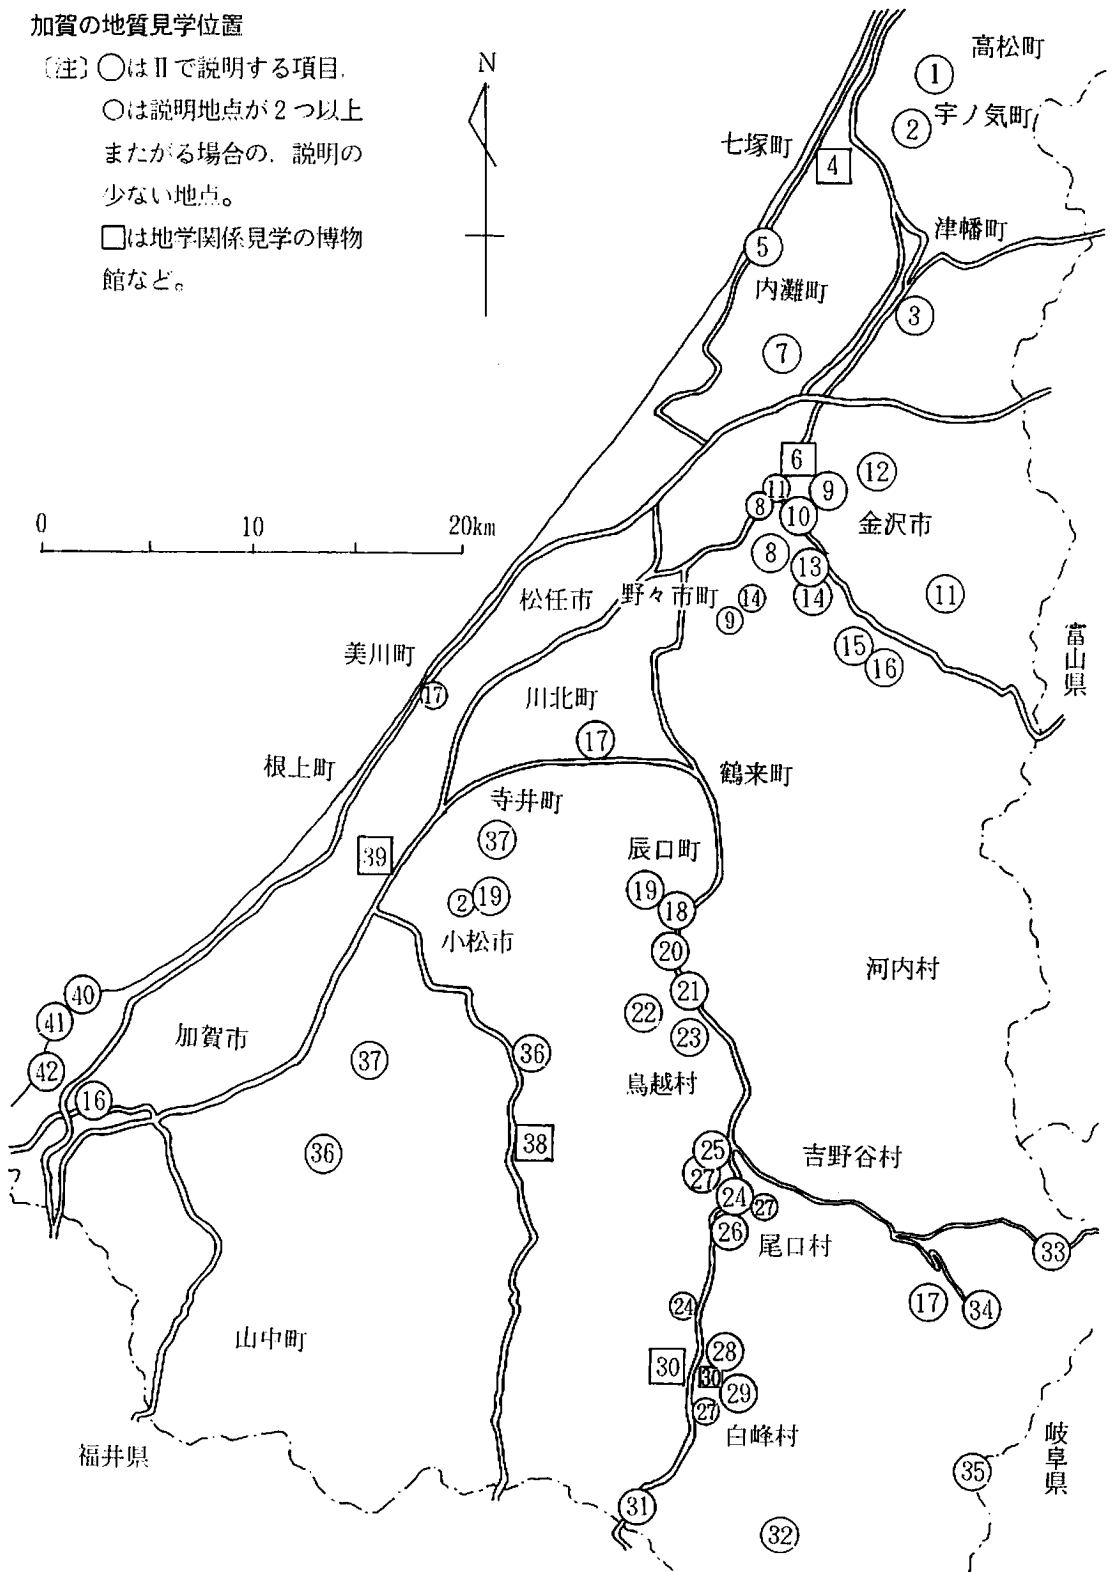 加賀の地質見学位置
〔注〕◯はⅡで説明する項目.
○は説明地点が2つ以上
またがる場合の, 説明の
少ない地点。
□は地学関係見学の博物
館など。
N
高松町
1
宇ノ気町
2
七塚町
4
津幡町
5
内灘町
3
7
6
12
11
9
8
10
金沢市
0
10
20km
8
13
松任市
野々市町
14
14
11
9
富山県
美川町
15
16
17
川北町
17
根上町
鶴来町
寺井町
37
39
辰口町
19
2
19
18
小松市
20
河内村
40
21
41
22
加賀市
23
42
37
36
鳥越村
16
38
25
吉野谷村
36
27
24
27
26
尾口村
33
17
34
24
山中町
28
30
30
29
27
白峰村
福井県
岐阜県
35
31
32